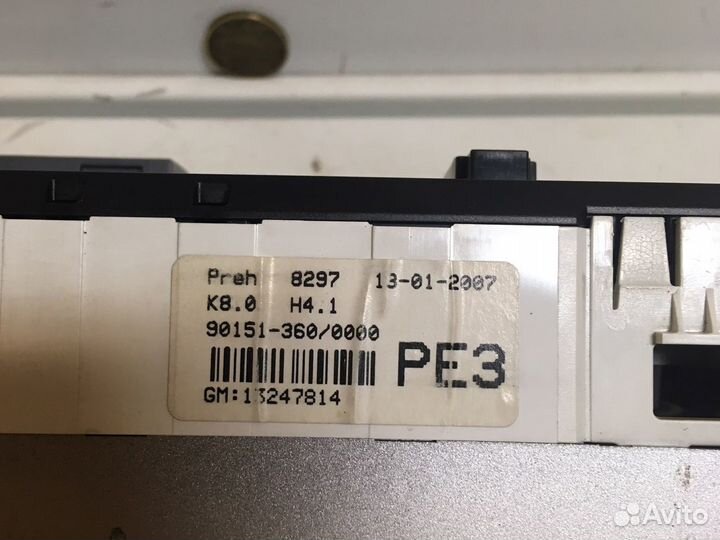 Preh 8297 13-01-2007
K8.0 H4.1
90151-360/0000
PE3
GM:13247814
Avito